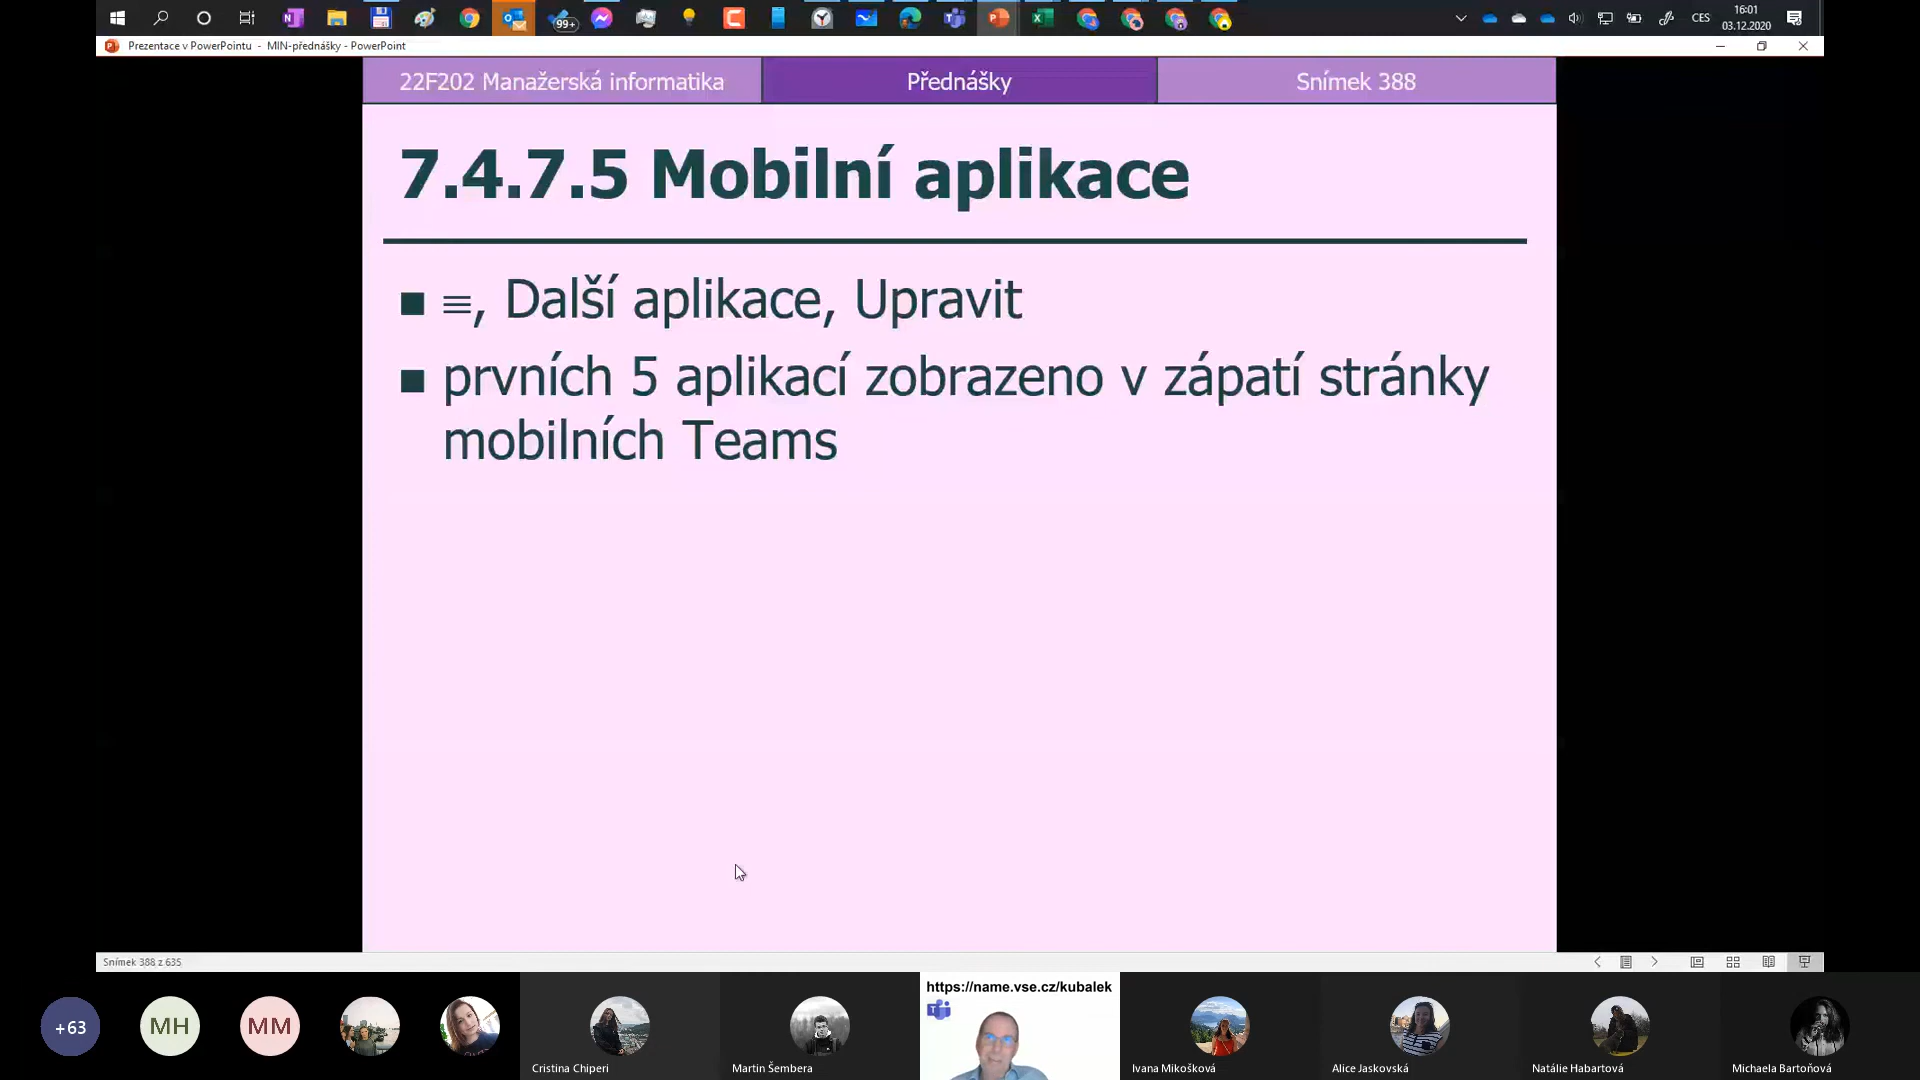 99+
CES
16:01
03.12.2020
Prezentace v PowerPointu - MIN-přednášky - PowerPoint
22F202 Manažerská informatika
Přednášky
Snímek 388
7.4.7.5 Mobilní aplikace
■ ≡, Další aplikace, Upravit
■ prvních 5 aplikací zobrazeno v zápatí stránky
mobilních Teams
Snímek 388 z 635
+63
MH
MM
Cristina Chiperi
Martin Šembera
https://name.vse.cz/kubalek
Ivana Mikošková
Alice Jaskovská
Natálie Habartová
Michaela Bartoňová